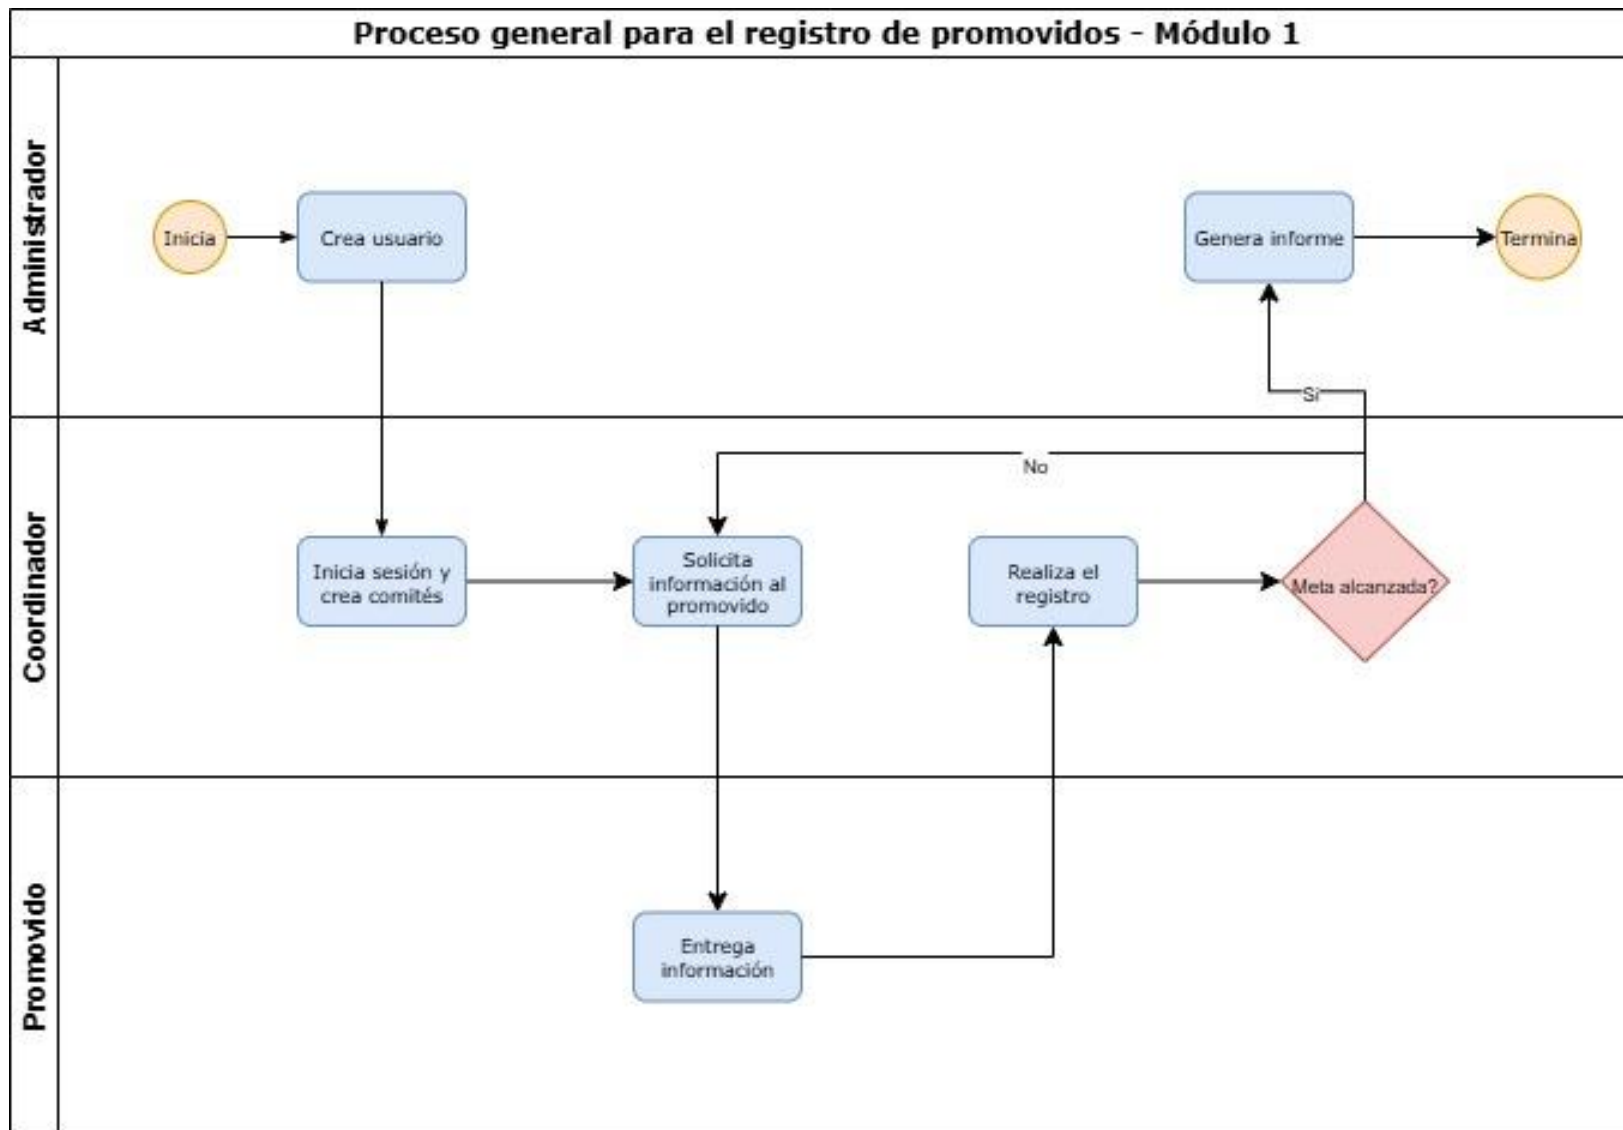 Proceso general para el registro de promovidos - Módulo 1
Administrador
Inicia
Crea usuario
Genera informe
Termina
Si
Coordinador
No
Inicia sesión y
crea comités
Solicita
información al
promovido
Realiza el
registro
Meta alcanzada?
Promovido
Entrega
información